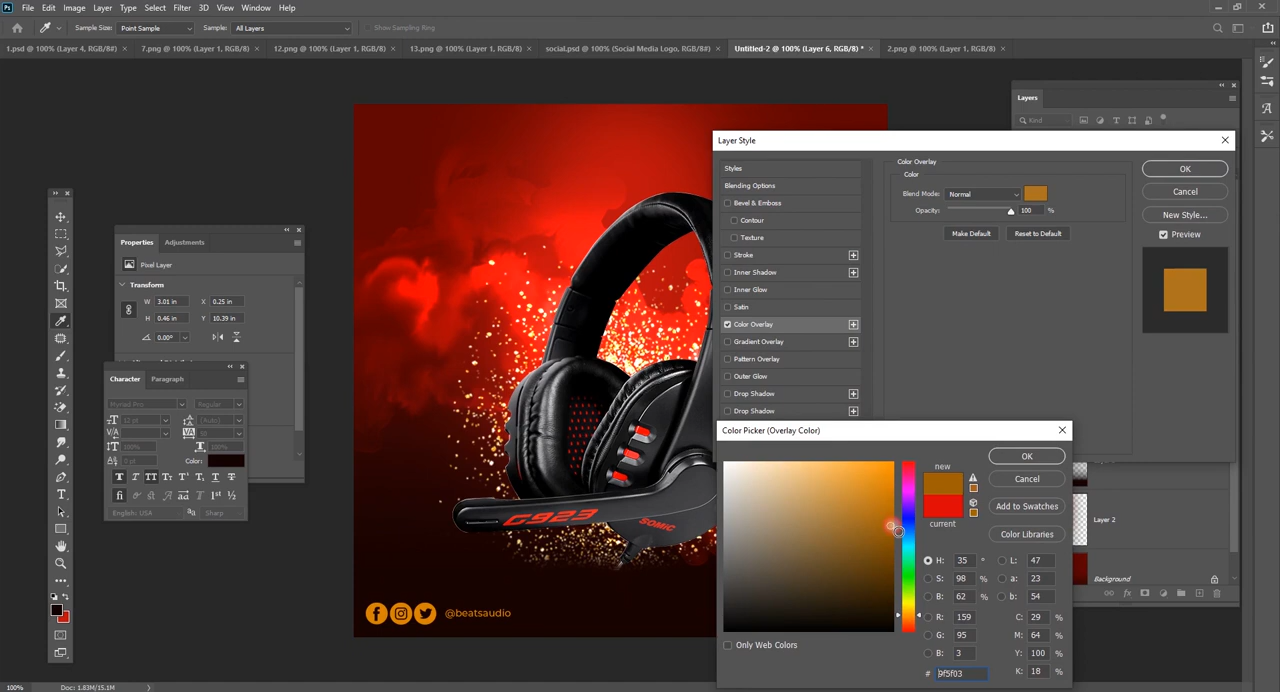 File Edit Image Layer Type Select Filter 3D View Window Help
Sample Size: Point Sample Sample: All Layers Show Sampling Ring
1.psd @ 100% (Layer 4, RGB/8#) × 7.png @ 100% (Layer 1, RGB/8) × 12.png @ 100% (Layer 1, RGB/8) × 13.png @ 100% (Layer 1, RGB/8) × social.psd @ 100% (Social Media Logo, RGB/8#) × Untitled-2 @ 100% (Layer 6, RGB/8) * × 2.png @ 100% (Layer 1, RGB/8) ×
Layers
Kind
Properties Adjustments
Pixel Layer
Transform
W 3.01 in X 0.25 in
H 0.46 in Y 10.39 in
0.00°
Character Paragraph
Myriad Pro Regular
12 pt (Auto)
100% 100%
0 pt Color:
English: USA aa Sharp
G923
SOMIC
@beatsaudio
Layer Style
Styles
Blending Options
Bevel & Emboss
Contour
Texture
Stroke
Inner Shadow
Inner Glow
Satin
Color Overlay
Gradient Overlay
Pattern Overlay
Outer Glow
Drop Shadow
Drop Shadow
Color Overlay
Color
Blend Mode: Normal
Opacity: 100 %
Make Default Reset to Default
OK
Cancel
New Style...
Preview
Color Picker (Overlay Color)
new
current
OK
Cancel
Add to Swatches
Color Libraries
H: 35 ° L: 47
S: 98 % a: 23
B: 62 % b: 54
R: 159 C: 29 %
G: 95 M: 64 %
B: 3 Y: 100 %
# 9f5f03 K: 18 %
Only Web Colors
Layer 2
Background
100% Doc: 1.83M/15.1M